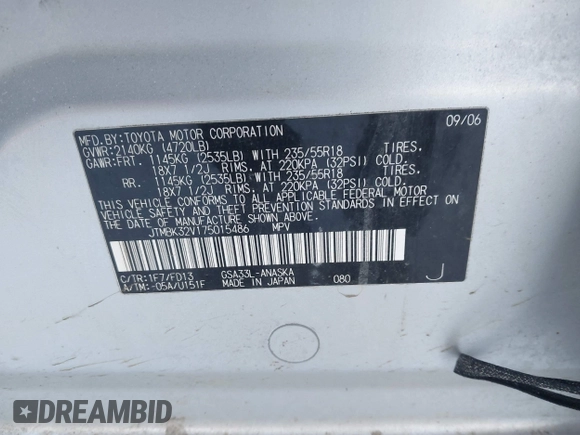 09/06
MFD.BY:TOYOTA MOTOR CORPORATION
GVWR:2140KG (4720LB)
GAWR:FRT. 1145KG (2535LB) WITH 235/55R18 TIRES.
18X7 1/2J RIMS. AT 220KPA (32PSI) COLD.
RR. 1145KG (2535LB) WITH 235/55R18 TIRES.
18X7 1/2J RIMS. AT 220KPA (32PSI) COLD.
THIS VEHICLE CONFORMS TO ALL APPLICABLE FEDERAL MOTOR
VEHICLE SAFETY AND THEFT PREVENTION STANDARDS IN EFFECT ON
THE DATE OF MANUFACTURE SHOWN ABOVE.
JTMBK32V175015486 MPV
C/TR:1F7/FD13 GSA33L-ANASKA
A/TM:-05A/U151F MADE IN JAPAN 080 J
DREAMBID